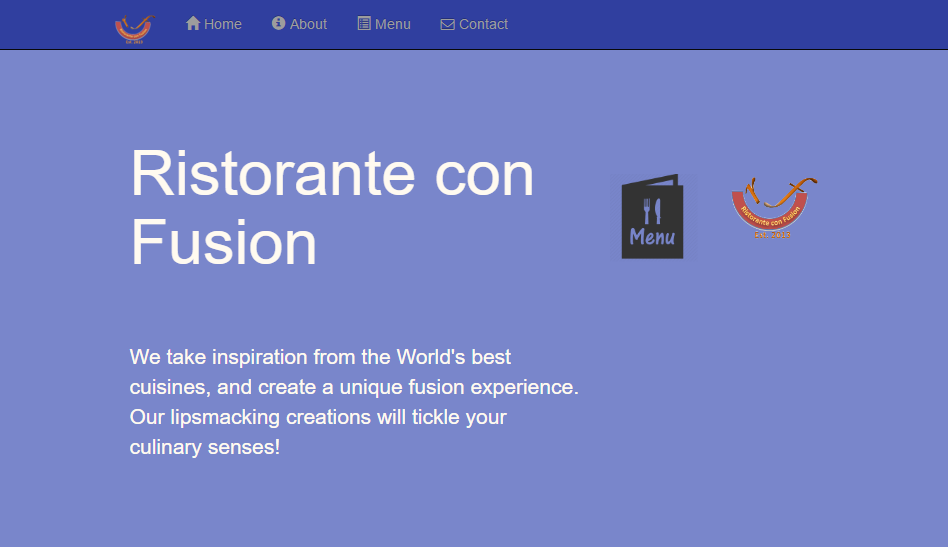 Home About Menu Contact
Ristorante con
Fusion
Menu
Ristorante con Fusion
We take inspiration from the World's best
cuisines, and create a unique fusion experience.
Our lipsmacking creations will tickle your
culinary senses!